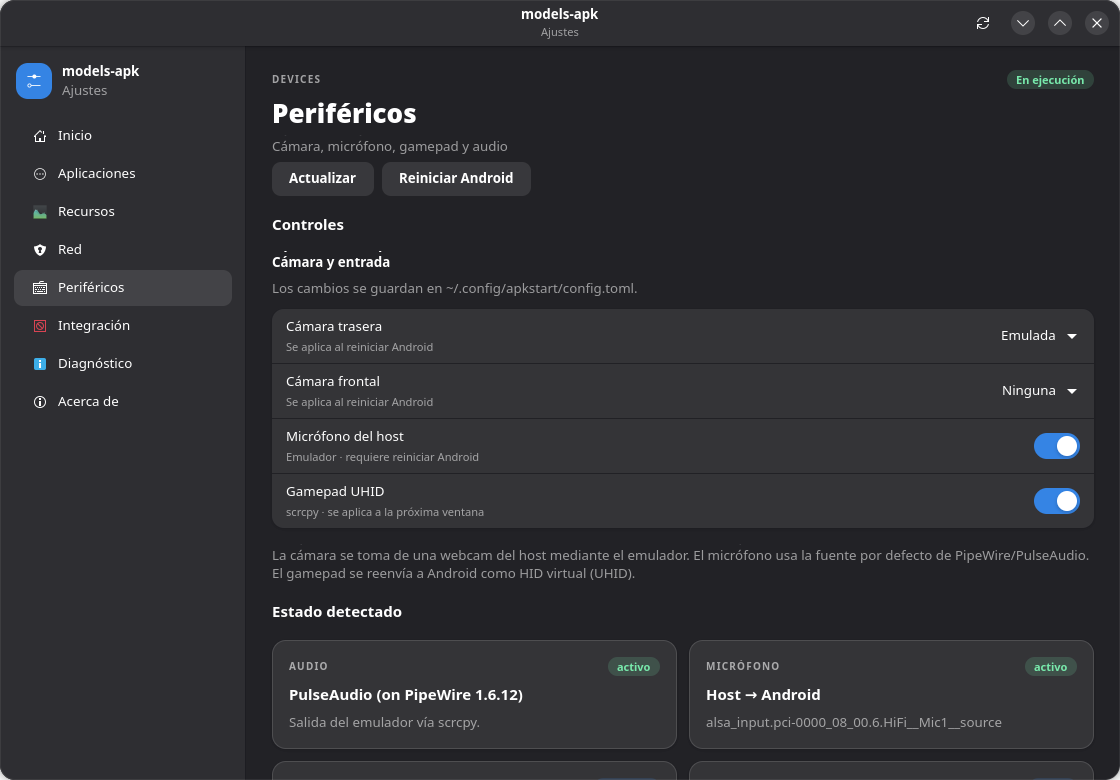 models-apk
Ajustes
models-apk
Ajustes
Inicio
Aplicaciones
Recursos
Red
Periféricos
Integración
Diagnóstico
Acerca de
DEVICES
En ejecución
Periféricos
Cámara, micrófono, gamepad y audio
Actualizar
Reiniciar Android
Controles
Cámara y entrada
Los cambios se guardan en ~/.config/apkstart/config.toml.
Cámara trasera
Se aplica al reiniciar Android
Emulada
Cámara frontal
Se aplica al reiniciar Android
Ninguna
Micrófono del host
Emulador · requiere reiniciar Android
Gamepad UHID
scrcpy · se aplica a la próxima ventana
La cámara se toma de una webcam del host mediante el emulador. El micrófono usa la fuente por defecto de PipeWire/PulseAudio.
El gamepad se reenvía a Android como HID virtual (UHID).
Estado detectado
AUDIO
activo
PulseAudio (on PipeWire 1.6.12)
Salida del emulador vía scrcpy.
MICRÓFONO
activo
Host → Android
alsa_input.pci-0000_08_00.6.HiFi__Mic1__source